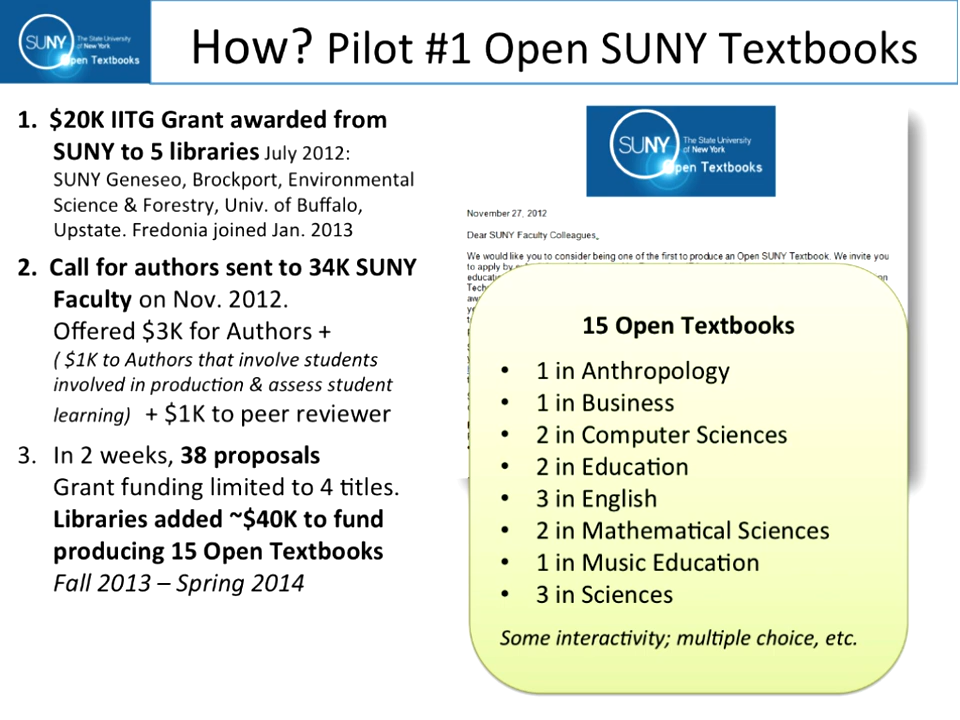 SUNY
The State University
of New York
Open Textbooks
How? Pilot #1 Open SUNY Textbooks
1. $20K IITG Grant awarded from
SUNY to 5 libraries July 2012:
SUNY Geneseo, Brockport, Environmental
Science & Forestry, Univ. of Buffalo,
Upstate. Fredonia joined Jan. 2013
2. Call for authors sent to 34K SUNY
Faculty on Nov. 2012.
Offered $3K for Authors +
( $1K to Authors that involve students
involved in production & assess student
learning) + $1K to peer reviewer
3. In 2 weeks, 38 proposals
Grant funding limited to 4 titles.
Libraries added ~$40K to fund
producing 15 Open Textbooks
Fall 2013 – Spring 2014
SUNY
The State University
of New York
Open Textbooks
November 27, 2012
Dear SUNY Faculty Colleagues,
We would like you to consider being one of the first to produce an Open SUNY Textbook. We invite you
to apply by
15 Open Textbooks
• 1 in Anthropology
• 1 in Business
• 2 in Computer Sciences
• 2 in Education
• 3 in English
• 2 in Mathematical Sciences
• 1 in Music Education
• 3 in Sciences
Some interactivity; multiple choice, etc.